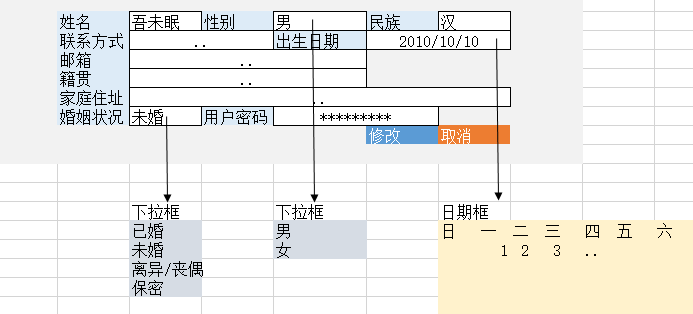 姓名 吾未眠 性别 男 民族 汉
联系方式 .. 出生日期 2010/10/10
邮箱 ..
籍贯 ..
家庭住址 ..
婚姻状况 未婚 用户密码 *********
修改 取消
下拉框 下拉框 日期框
已婚 男 日 一 二 三 四 五 六
未婚 女 1 2 3 ..
离异/丧偶
保密